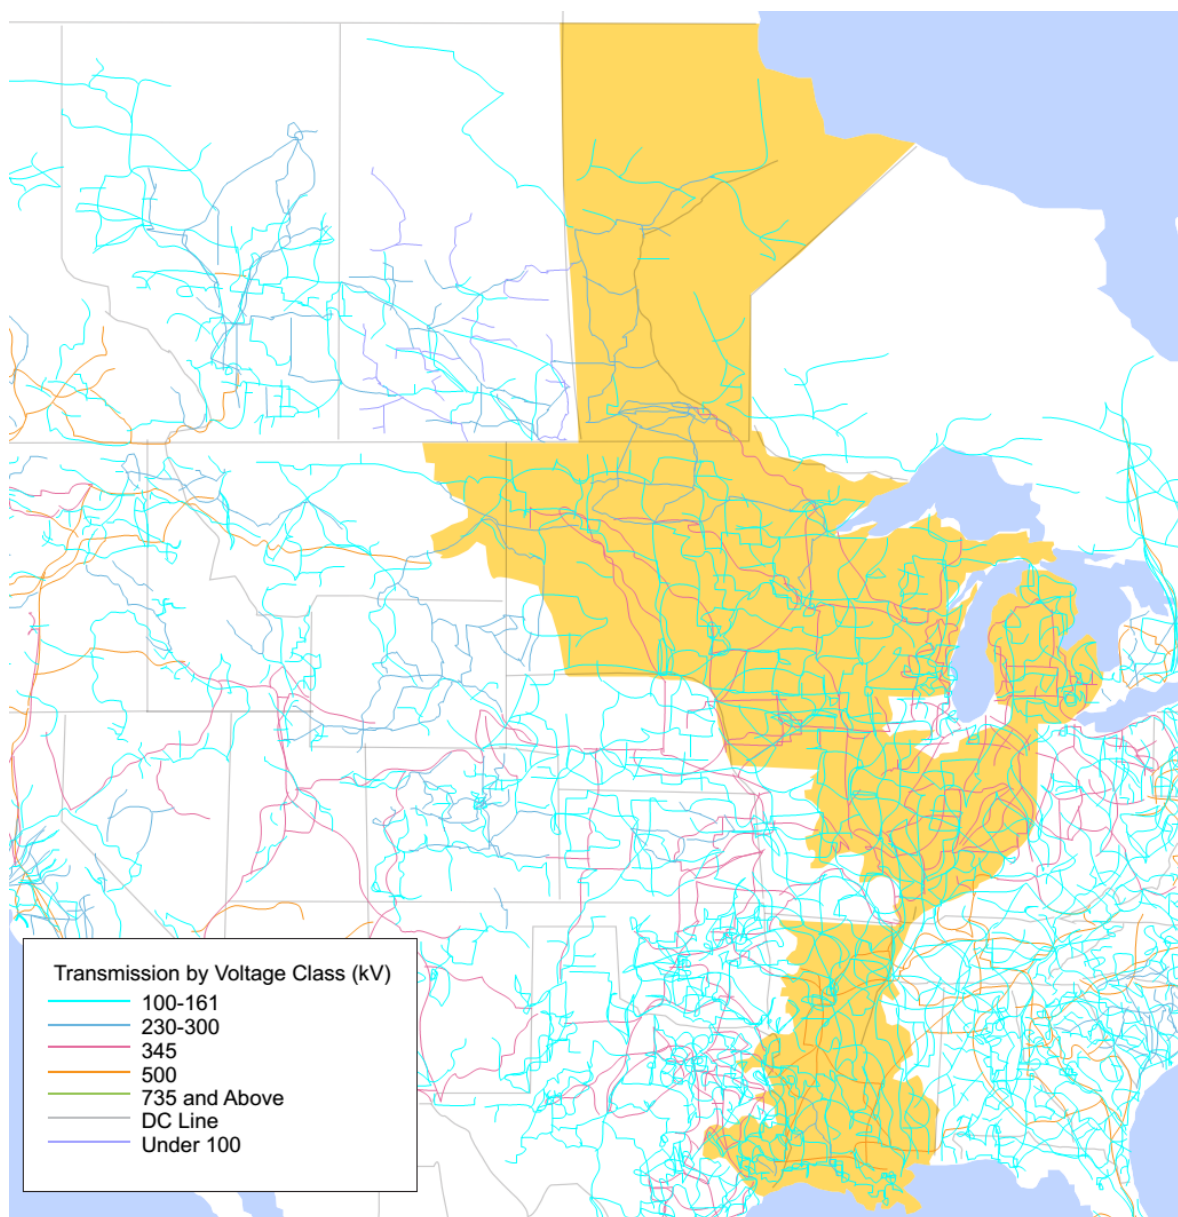 Transmission by Voltage Class (kV)
100-161
230-300
345
500
735 and Above
DC Line
Under 100